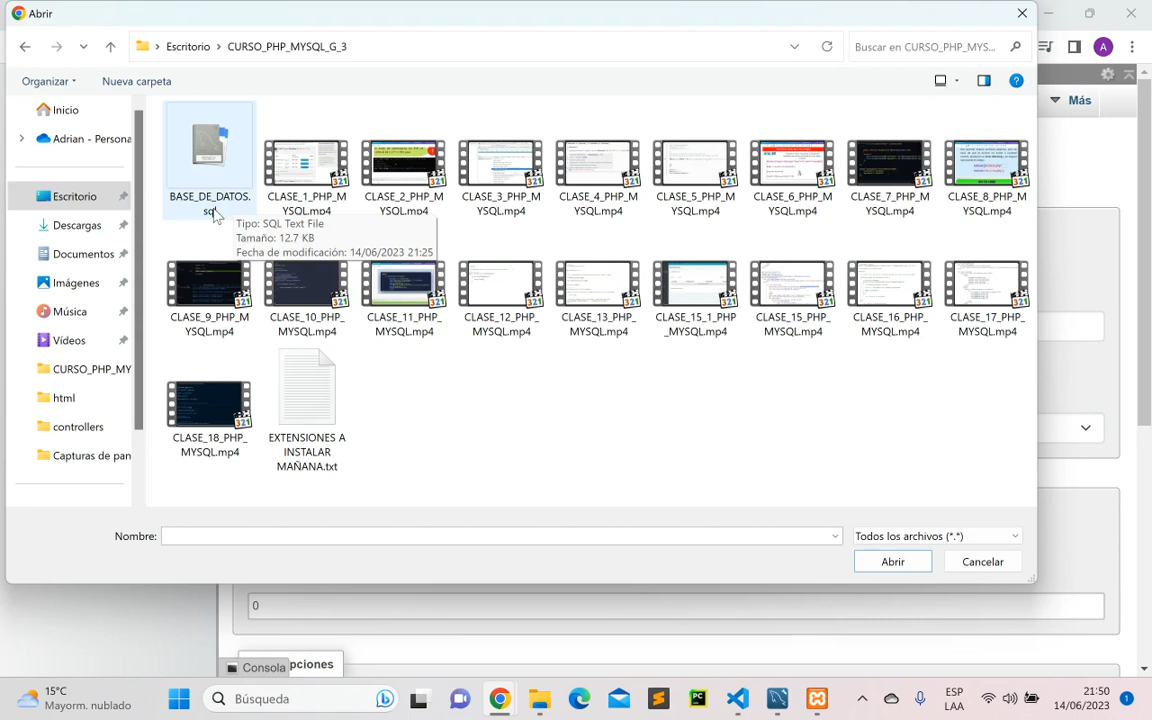 Abrir
Escritorio > CURSO_PHP_MYSQL_G_3
Buscar en CURSO_PHP_MYS...
A
Organizar
Nueva carpeta
?
Más
Inicio
Adrian - Persona
Escritorio
Descargas
Documentos
Imágenes
Música
Vídeos
CURSO_PHP_MY
html
controllers
Capturas de pan
BASE_DE_DATOS.
sql
CLASE_1_PHP_M
YSQL.mp4
CLASE_2_PHP_M
YSQL.mp4
CLASE_3_PHP_M
YSQL.mp4
CLASE_4_PHP_M
YSQL.mp4
CLASE_5_PHP_M
YSQL.mp4
CLASE_6_PHP_M
YSQL.mp4
CLASE_7_PHP_M
YSQL.mp4
CLASE_8_PHP_M
YSQL.mp4
Tipo: SQL Text File
Tamaño: 12.7 KB
Fecha de modificación: 14/06/2023 21:25
CLASE_9_PHP_M
YSQL.mp4
CLASE_10_PHP_
MYSQL.mp4
CLASE_11_PHP_
MYSQL.mp4
CLASE_12_PHP_
MYSQL.mp4
CLASE_13_PHP_
MYSQL.mp4
CLASE_15_1_PHP
_MYSQL.mp4
CLASE_15_PHP_
MYSQL.mp4
CLASE_16_PHP_
MYSQL.mp4
CLASE_17_PHP_
MYSQL.mp4
CLASE_18_PHP_
MYSQL.mp4
EXTENSIONES A
INSTALAR
MAÑANA.txt
Nombre:
Todos los archivos (*.*)
Abrir
Cancelar
0
Consola
pciones
15°C
Mayorm. nublado
Búsqueda
PC
ESP
LAA
21:50
14/06/2023
1